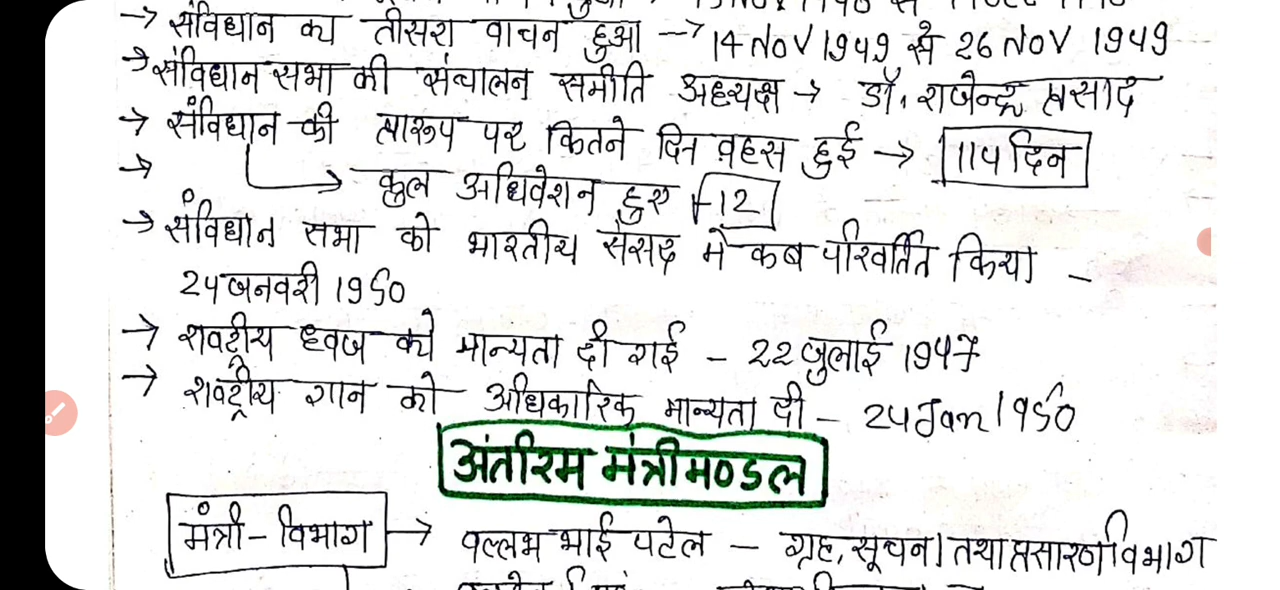 → संविधान का तीसरा वाचन हुआ → 14 NOV 1949 से 26 NOV 1949
→ संविधान सभा की संचालन समीति अध्यक्ष → डॉ. राजेन्द्र प्रसाद
→ संविधान की प्रारूप पर कितने दिन बहस हुई → 114 दिन
→ कुल अधिवेशन हुए - 12
→ संविधान सभा को भारतीय संसद में कब परिवर्तित किया -
24 जनवरी 1950
→ राष्ट्रीय ध्वज को मान्यता दी गई - 22 जुलाई 1947
→ राष्ट्रीय गान को अधिकारिक मान्यता दी - 24 Jan 1950
अंतरिम मंत्रीमण्डल
मंत्री - विभाग → वल्लभ भाई पटेल - ग्रह, सूचना तथा प्रसारण विभाग